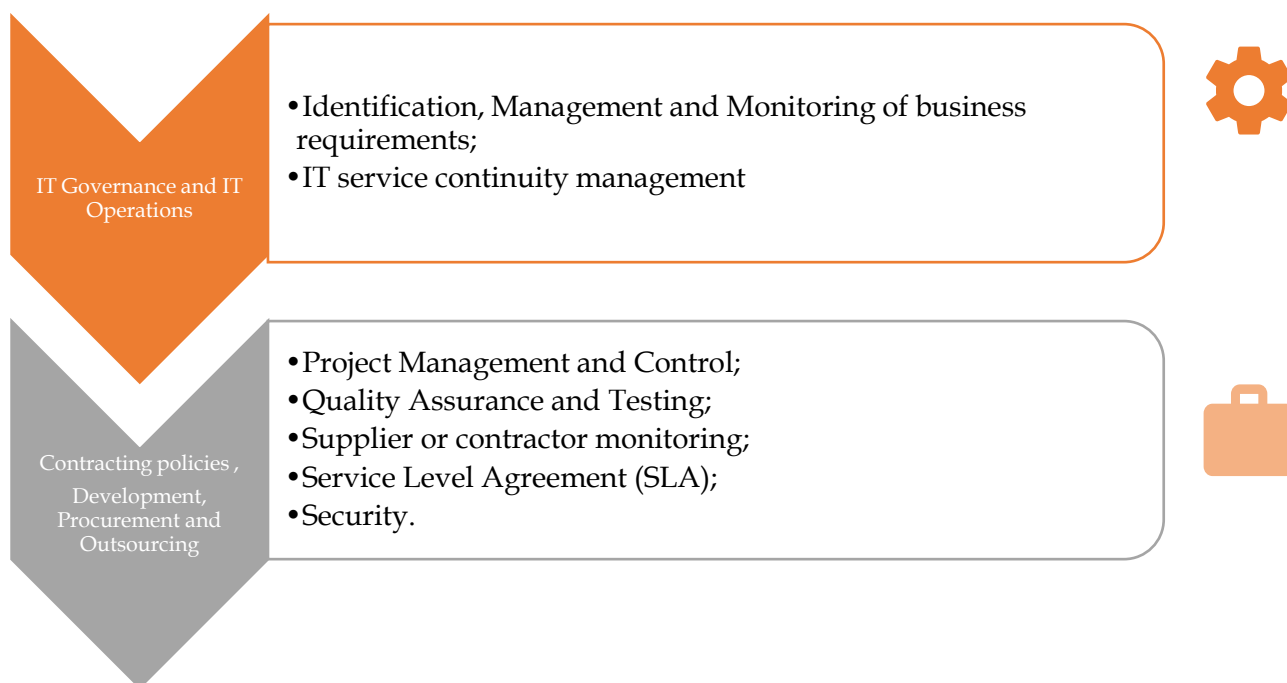 IT Governance and IT
Operations
•Identification, Management and Monitoring of business
requirements;
•IT service continuity management
Contracting policies ,
Development,
Procurement and
Outsourcing
•Project Management and Control;
•Quality Assurance and Testing;
•Supplier or contractor monitoring;
•Service Level Agreement (SLA);
•Security.